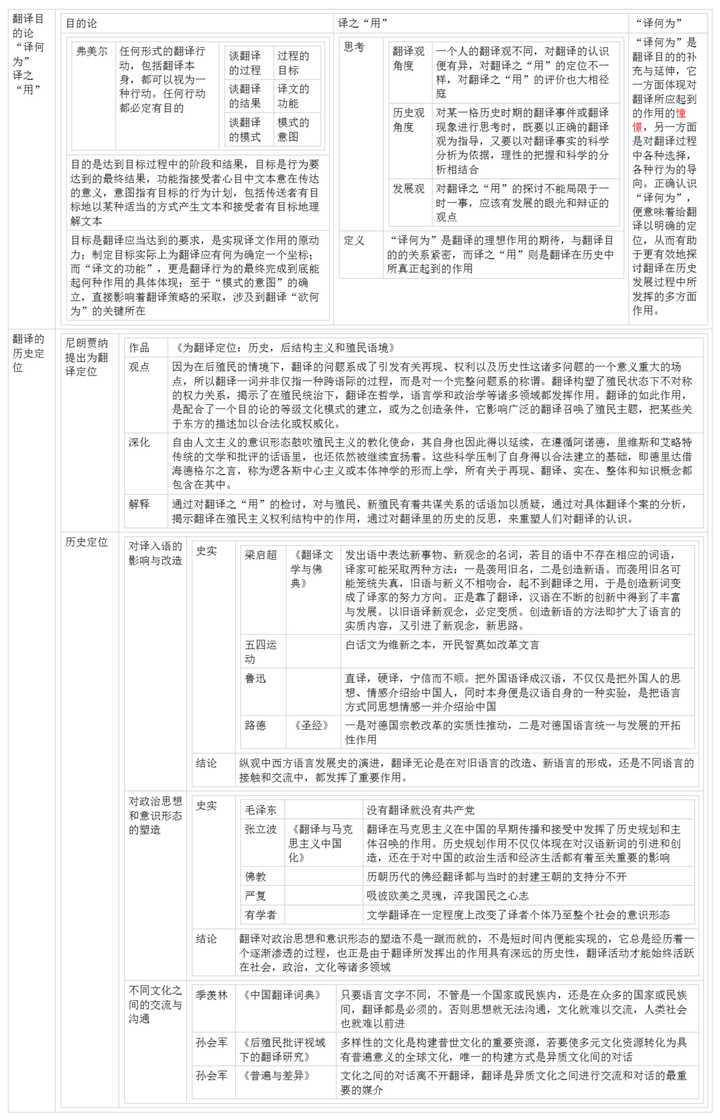 翻译目的论
“译何为”
译之“用”
目的论
弗美尔
任何形式的翻译行动，包括翻译本身，都可以视为一种行动。任何行动都必定有目的
谈翻译的过程
过程的目标
谈翻译的结果
译文的功能
谈翻译的模式
模式的意图
目的是达到目标过程中的阶段和结果，目标是行为要达到的最终结果，功能指接受者心目中文本意在传达的意义，意图指有目标的行为计划，包括传送者有目标地以某种适当的方式产生文本和接受者有目标地理解文本
目标是翻译应当达到的要求，是实现译文作用的原动力；制定目标实际上为翻译应有何为确定一个坐标；而“译文的功能”，更是翻译行为的最终完成到底能起何种作用的具体体现；至于“模式的意图”的确立，直接影响着翻译策略的采取，涉及到翻译“欲何为”的关键所在
译之“用”
思考
翻译观角度
一个人的翻译观不同，对翻译的认识便有异，对翻译之“用”的定位不一样，对翻译之“用”的评价也大相径庭
历史观角度
对某一格历史时期的翻译事件或翻译现象进行思考时，既要以正确的翻译观为指导，又要以对翻译事实的科学分析为依据，理性的把握和科学的分析相结合
发展观
对翻译之“用”的探讨不能局限于一时一事，应该有发展的眼光和辩证的观点
定义
“译何为”是翻译的理想作用的期待，与翻译目的的关系紧密，而译之“用”则是翻译在历史中所真正起到的作用
“译何为”
“译何为”是翻译目的的补充与延伸，它一方面体现对翻译所应起到的作用的憧憬，另一方面是对翻译过程中各种选择，各种行为的导向。正确认识“译何为”，便意味着给翻译以明确的定位，从而有助于更有效地探讨翻译在历史发展过程中所发挥的多方面作用。
翻译的历史定位
尼朗贾纳提出为翻译定位
作品
《为翻译定位：历史，后结构主义和殖民语境》
观点
因为在后殖民的情境下，翻译的问题系成了引发有关再现、权利以及历史性这诸多问题的一个意义重大的场点，所以翻译一词并非仅指一种跨语际的过程，而是对一个完整问题系的称谓。翻译构塑了殖民状态下不对称的权力关系，揭示了在殖民统治下，翻译在哲学，语言学和政治学等诸多领域都发挥作用。翻译的如此作用，是配合了一个目的论的等级文化模式的建立，或为之创造条件，它影响广泛的翻译召唤了殖民主题，把某些关于东方的描述加以合法化或权威化。
深化
自由人文主义的意识形态鼓吹殖民主义的教化使命，其自身也因此得以延续，在遵循阿诺德，里维斯和艾略特传统的文学和批评的话语里，也还依然被继续直扬着。这些科学压制了自身得以合法建立的基础，即德里达借海德格尔之言，称为逻各斯中心主义或本体神学的形而上学，所有关于再现、翻译、实在、整体和知识概念都包含在其中。
解释
通过对翻译之“用”的检讨，对与殖民、新殖民有着共谋关系的话语加以质疑，通过对具体翻译个案的分析，揭示翻译在殖民主义权利结构中的作用，通过对翻译里的历史的反思，来重塑人们对翻译的认识。
历史定位
对译入语的影响与改造
史实
梁启超
《翻译文学与佛典》
发出语中表达新事物、新观念的名词，若目的语中不存在相应的词语，译家可能采取两种方法：一是袭用旧名，二是创造新语。而袭用旧名可能笼统失真，旧语与新义不相吻合，起不到翻译之用，于是创造新词变成了译家的努力方向。正是靠了翻译，汉语在不断的创新中得到了丰富与发展。以旧语译新观念，必定变质。创造新语的方法即扩大了语言的实质内容，又引进了新观念，新思路。
五四运动
白话文为维新之本，开民智莫如改革文言
鲁迅
直译，硬译，宁信而不顺。把外国语译成汉语，不仅仅是把外国人的思想、情感介绍给中国人，同时本身便是汉语自身的一种实验，是把语言方式同思想情感一并介绍给中国
路德
《圣经》
一是对德国宗教改革的实质性推动，二是对德国语言统一与发展的开拓性作用
结论
纵观中西方语言发展史的演进，翻译无论是在对旧语言的改造、新语言的形成，还是不同语言的接触和交流中，都发挥了重要作用。
对政治思想和意识形态的塑造
史实
毛泽东
没有翻译就没有共产党
张立波
《翻译与马克思主义中国化》
翻译在马克思主义在中国的早期传播和接受中发挥了历史规划和主体召唤的作用。历史规划作用不仅仅体现在对汉语新词的引进和创造，还在于对中国的政治生活和经济生活都有着至关重要的影响
佛教
历朝历代的佛经翻译都与当时的封建王朝的支持分不开
严复
吸彼欧美之灵魂，淬我国民之心志
有学者
文学翻译在一定程度上改变了译者个体乃至整个社会的意识形态
结论
翻译对政治思想和意识形态的塑造不是一蹴而就的，不是短时间内便能实现的，它总是经历着一个逐渐渗透的过程，也正是由于翻译所发挥出的作用具有深远的历史性，翻译活动才能始终活跃在社会，政治，文化等诸多领域
不同文化之间的交流与沟通
季羡林
《中国翻译词典》
只要语言文字不同，不管是一个国家或民族内，还是在众多的国家或民族间，翻译都是必须的。否则思想就无法沟通，文化就难以交流，人类社会也就难以前进
孙会军
《后殖民批评视域下的翻译研究》
多样性的文化是构建普世文化的重要资源，若要使多元文化资源转化为具有普遍意义的全球文化，唯一的构建方式是异质文化间的对话
孙会军
《普遍与差异》
文化之间的对话离不开翻译，翻译是异质文化之间进行交流和对话的最重要的媒介